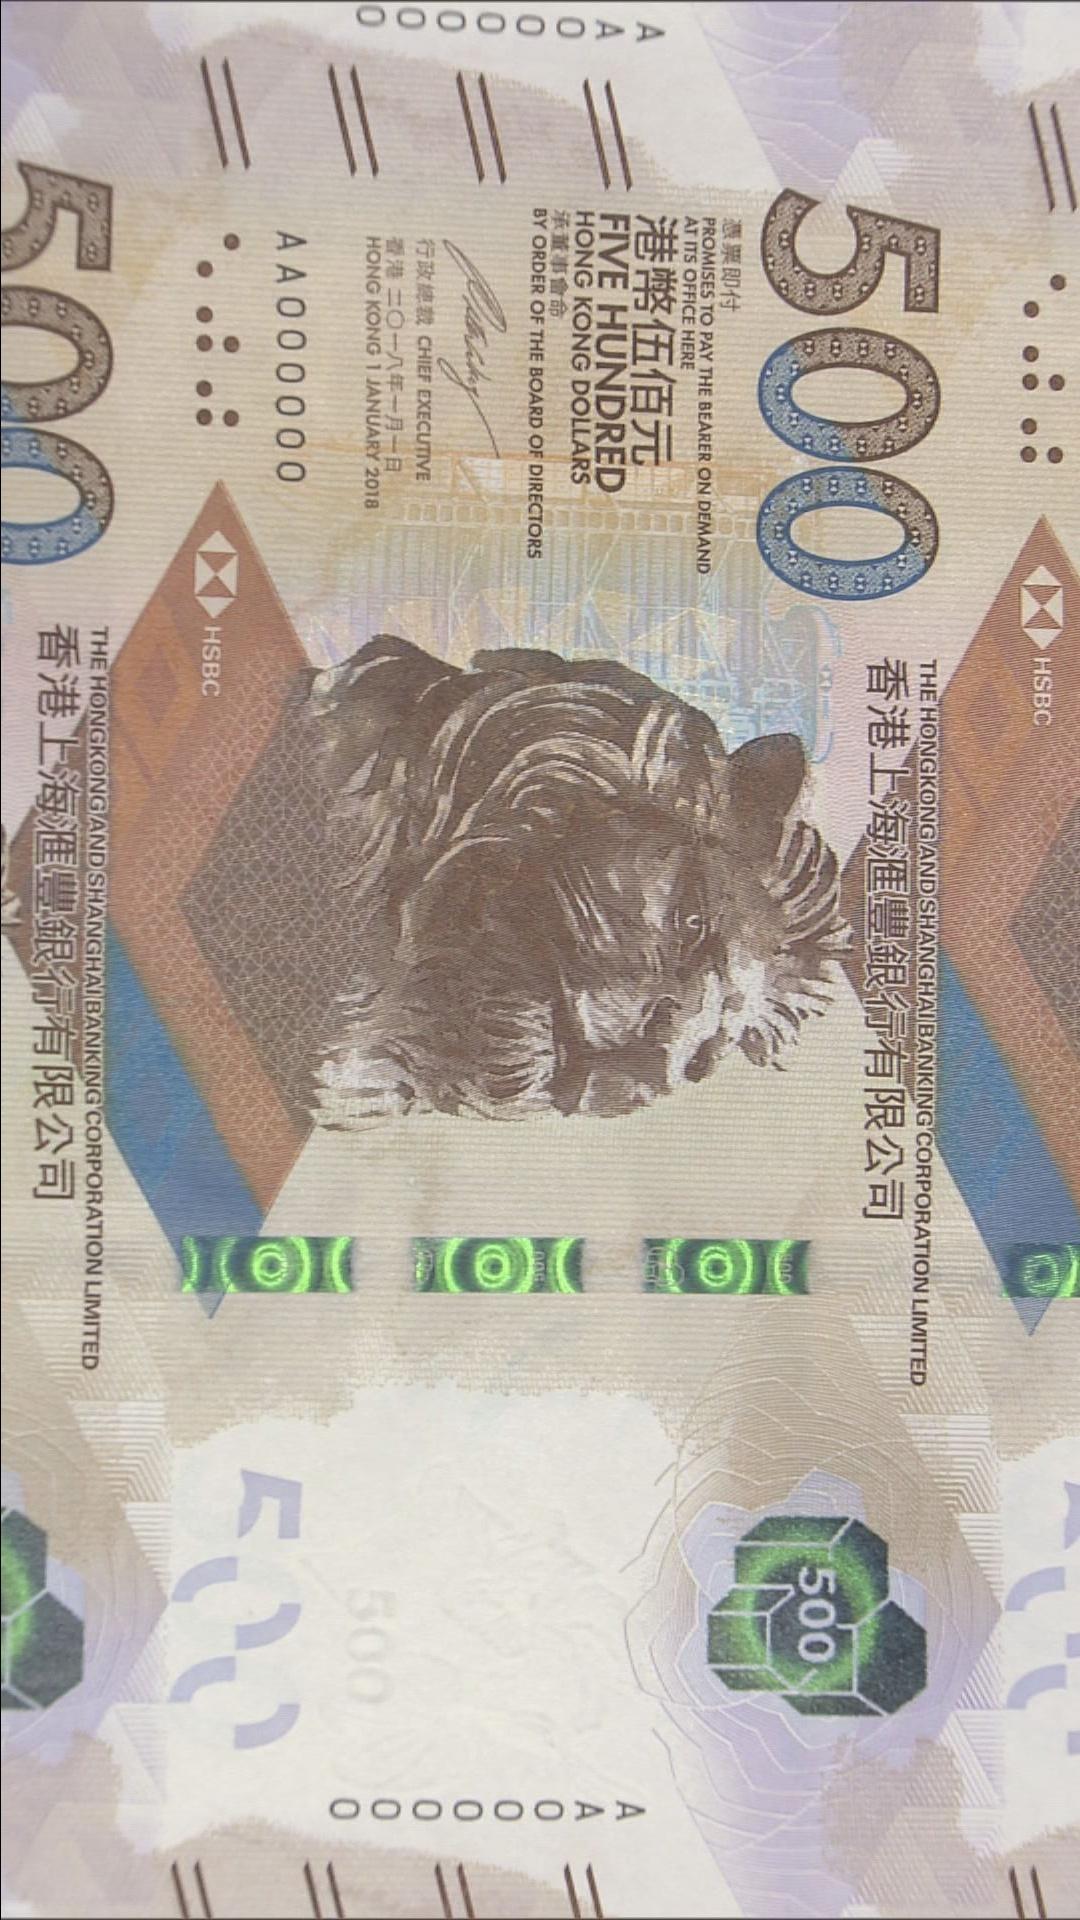 AA00000
500
憑票即付
PROMISES TO PAY THE BEARER ON DEMAND
AT ITS OFFICE HERE
港幣伍佰元
FIVE HUNDRED
HONG KONG DOLLARS
承董事會命
BY ORDER OF THE BOARD OF DIRECTORS
行政總裁 CHIEF EXECUTIVE
香港 二〇一八年一月一日
HONG KONG 1 JANUARY 2018
AA000000
500
HSBC
THE HONGKONG AND SHANGHAI BANKING CORPORATION LIMITED
香港上海滙豐銀行有限公司
HSBC
THE HONGKONG AND SHANGHAI BANKING CORPORATION LIMITED
香港上海滙豐銀行有限公司
500
500
500
AA000000